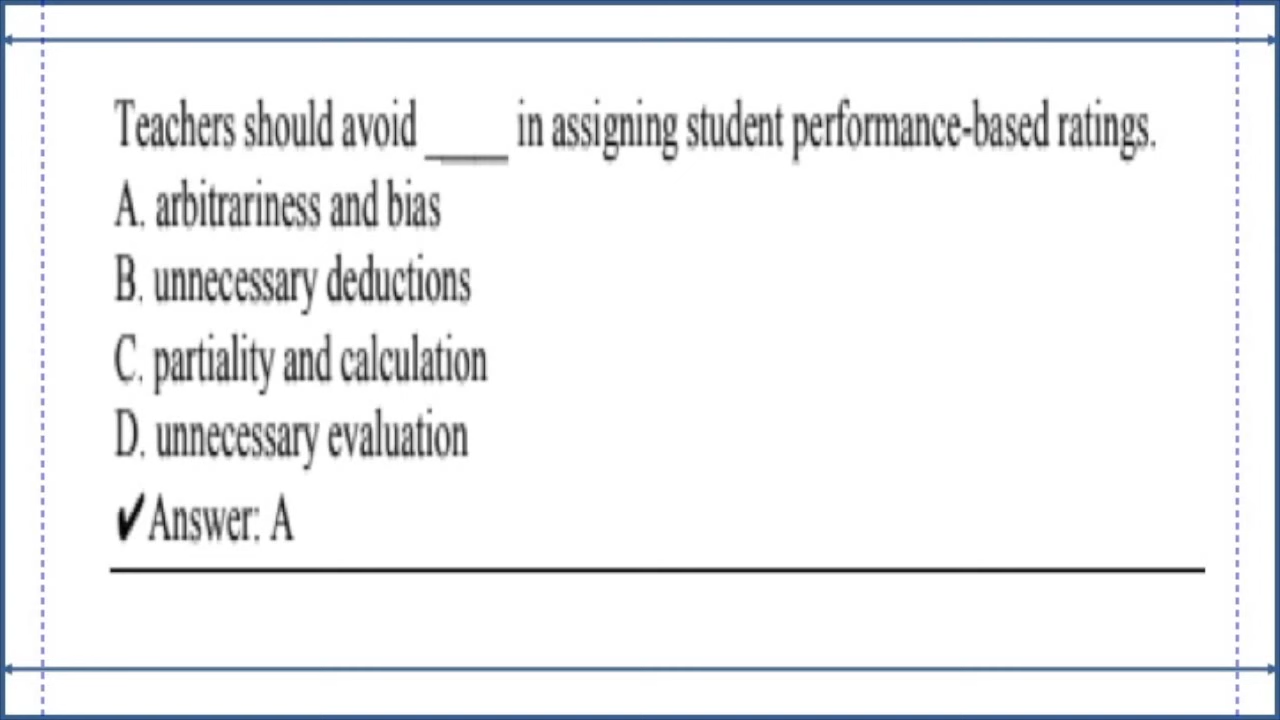 Teachers should avoid _____ in assigning student performance-based ratings.
A. arbitrariness and bias
B. unnecessary deductions
C. partiality and calculation
D. unnecessary evaluation
✔Answer: A